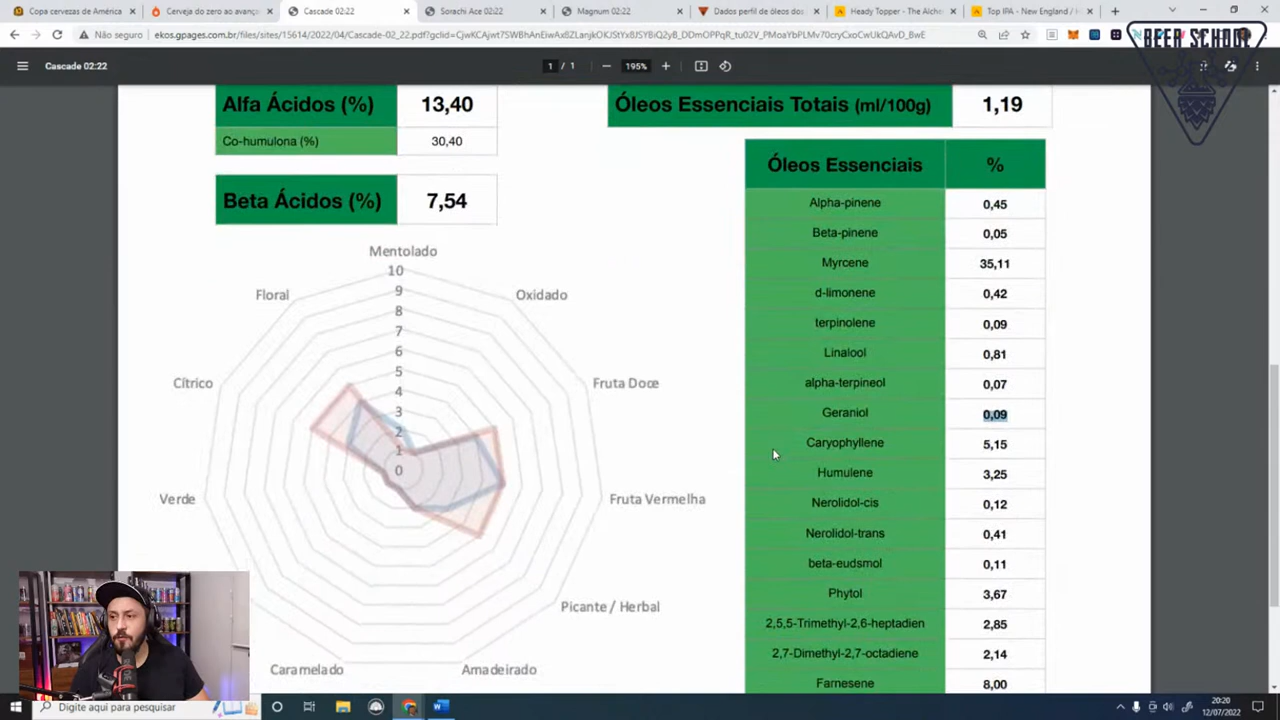 Copa cervezas de América
Cerveja do zero ao avanç
Cascade 02:22
Sorachi Ace 02:22
Magnum 02:22
Dados perfil de óleos dos
Heady Topper - The Alch
Top IPA - New England /
Não seguro
ekos.gpages.com.br/files/sites/15614/2022/04/Cascade-02_22.pdf
BEER SCHOOL
Cascade 02:22
1 / 1
195%
Alfa Ácidos (%) 13,40
Co-humulona (%) 30,40
Beta Ácidos (%) 7,54
Óleos Essenciais Totais (ml/100g) 1,19
Óleos Essenciais %
Alpha-pinene 0,45
Beta-pinene 0,05
Myrcene 35,11
d-limonene 0,42
terpinolene 0,09
Linalool 0,81
alpha-terpineol 0,07
Geraniol 0,09
Caryophyllene 5,15
Humulene 3,25
Nerolidol-cis 0,12
Nerolidol-trans 0,41
beta-eudsmol 0,11
Phytol 3,67
2,5,5-Trimethyl-2,6-heptadien 2,85
2,7-Dimethyl-2,7-octadiene 2,14
Farnesene 8,00
Mentolado
Oxidado
Fruta Doce
Fruta Vermelha
Picante / Herbal
Amadeirado
Caramelado
Verde
Cítrico
Floral
10
9
8
7
6
5
4
3
2
1
0
Digite aqui para pesquisar
20:20
12/07/2022